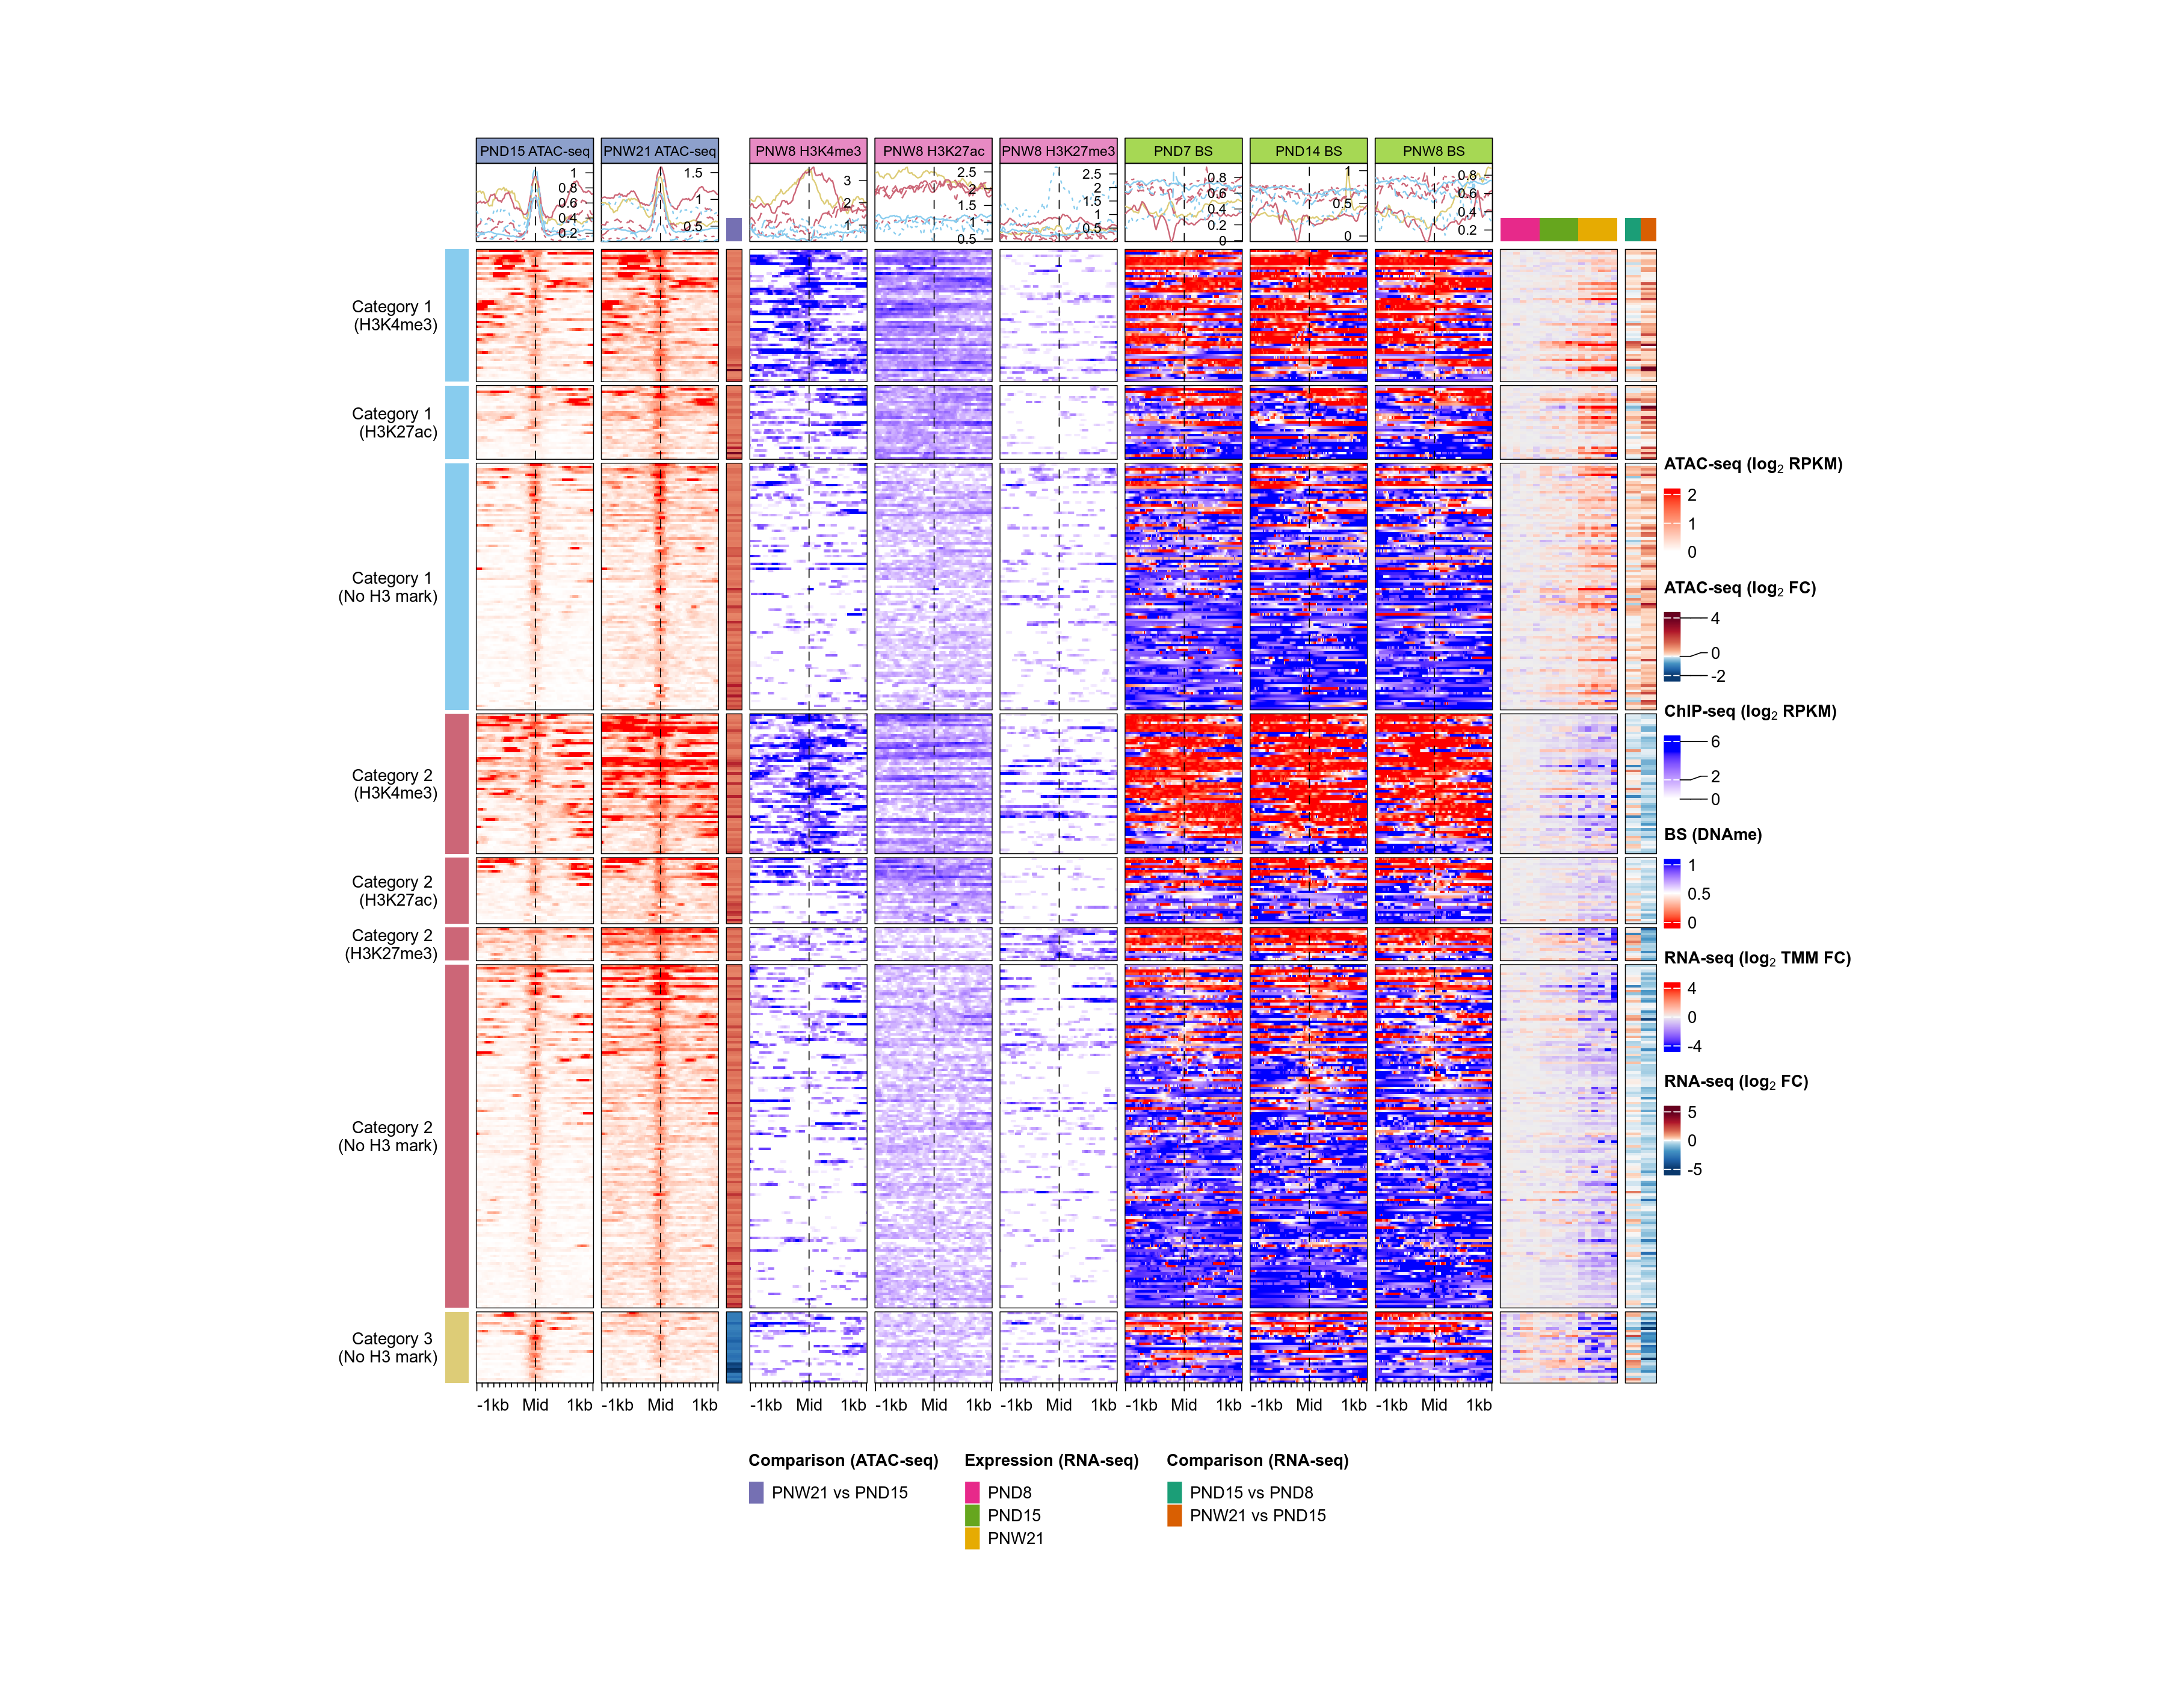 PND15 ATAC-seq
PNW21 ATAC-seq
PNW8 H3K4me3
PNW8 H3K27ac
PNW8 H3K27me3
PND7 BS
PND14 BS
PNW8 BS
1
0.8
0.6
0.4
0.2
1.5
1
0.5
3
2
1
2.5
2
1.5
1
0.5
2.5
2
1.5
1
0.5
0.8
0.6
0.4
0.2
0
1
0.5
0
0.8
0.6
0.4
0.2
Category 1
(H3K4me3)
Category 1
(H3K27ac)
Category 1
(No H3 mark)
Category 2
(H3K4me3)
Category 2
(H3K27ac)
Category 2
(H3K27me3)
Category 2
(No H3 mark)
Category 3
(No H3 mark)
-1kb Mid 1kb
-1kb Mid 1kb
-1kb Mid 1kb
-1kb Mid 1kb
-1kb Mid 1kb
-1kb Mid 1kb
-1kb Mid 1kb
-1kb Mid 1kb
ATAC-seq (log2 RPKM)
2
1
0
ATAC-seq (log2 FC)
4
0
-2
ChIP-seq (log2 RPKM)
6
2
0
BS (DNAme)
1
0.5
0
RNA-seq (log2 TMM FC)
4
0
-4
RNA-seq (log2 FC)
5
0
-5
Comparison (ATAC-seq)
PNW21 vs PND15
Expression (RNA-seq)
PND8
PND15
PNW21
Comparison (RNA-seq)
PND15 vs PND8
PNW21 vs PND15